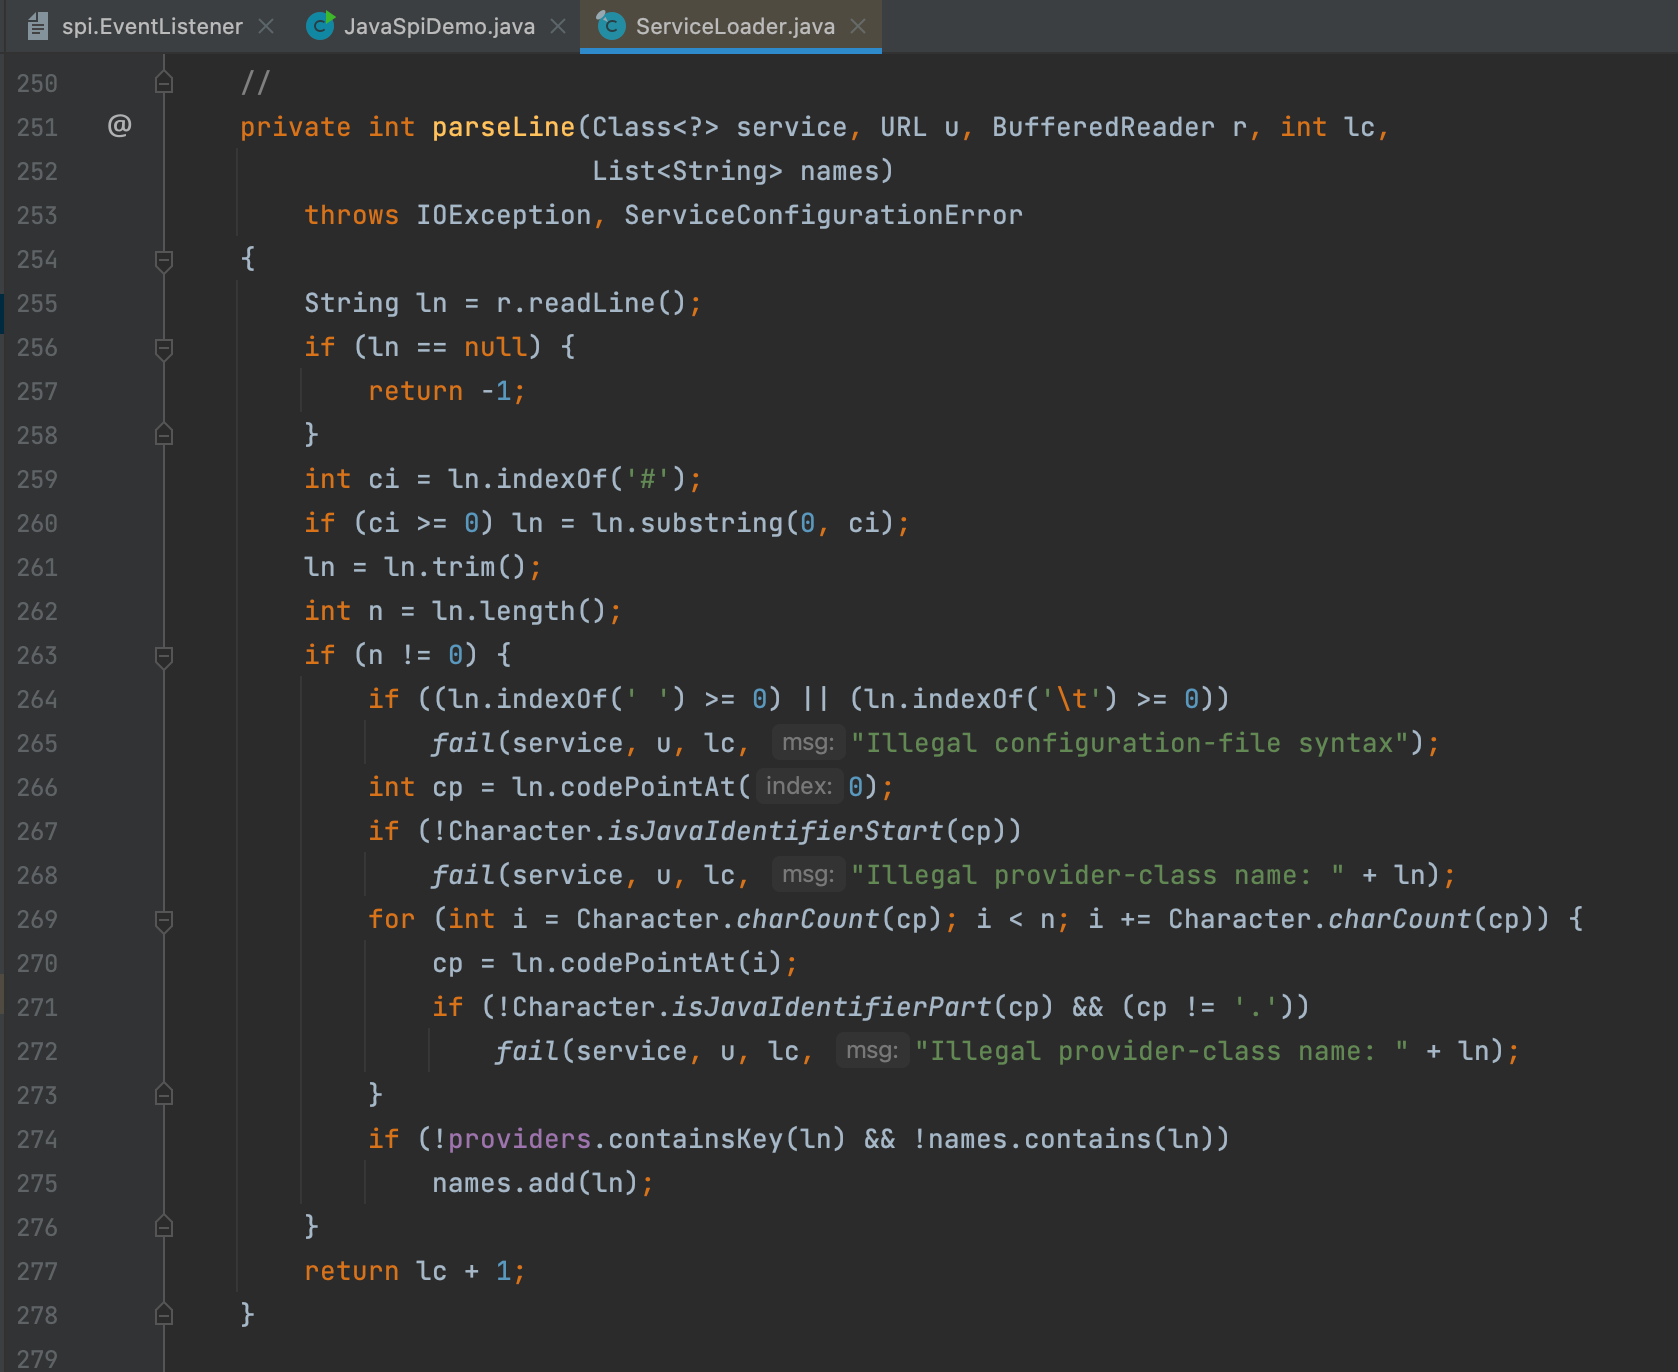 spi.EventListener JavaSpiDemo.java ServiceLoader.java
250 //
251 @ private int parseLine(Class<?> service, URL u, BufferedReader r, int lc,
252 List<String> names)
253 throws IOException, ServiceConfigurationError
254 {
255 String ln = r.readLine();
256 if (ln == null) {
257 return -1;
258 }
259 int ci = ln.indexOf('#');
260 if (ci >= 0) ln = ln.substring(0, ci);
261 ln = ln.trim();
262 int n = ln.length();
263 if (n != 0) {
264 if ((ln.indexOf(' ') >= 0) || (ln.indexOf('\t') >= 0))
265 fail(service, u, lc, msg: "Illegal configuration-file syntax");
266 int cp = ln.codePointAt( index: 0);
267 if (!Character.isJavaIdentifierStart(cp))
268 fail(service, u, lc, msg: "Illegal provider-class name: " + ln);
269 for (int i = Character.charCount(cp); i < n; i += Character.charCount(cp)) {
270 cp = ln.codePointAt(i);
271 if (!Character.isJavaIdentifierPart(cp) && (cp != '.'))
272 fail(service, u, lc, msg: "Illegal provider-class name: " + ln);
273 }
274 if (!providers.containsKey(ln) && !names.contains(ln))
275 names.add(ln);
276 }
277 return lc + 1;
278 }
279